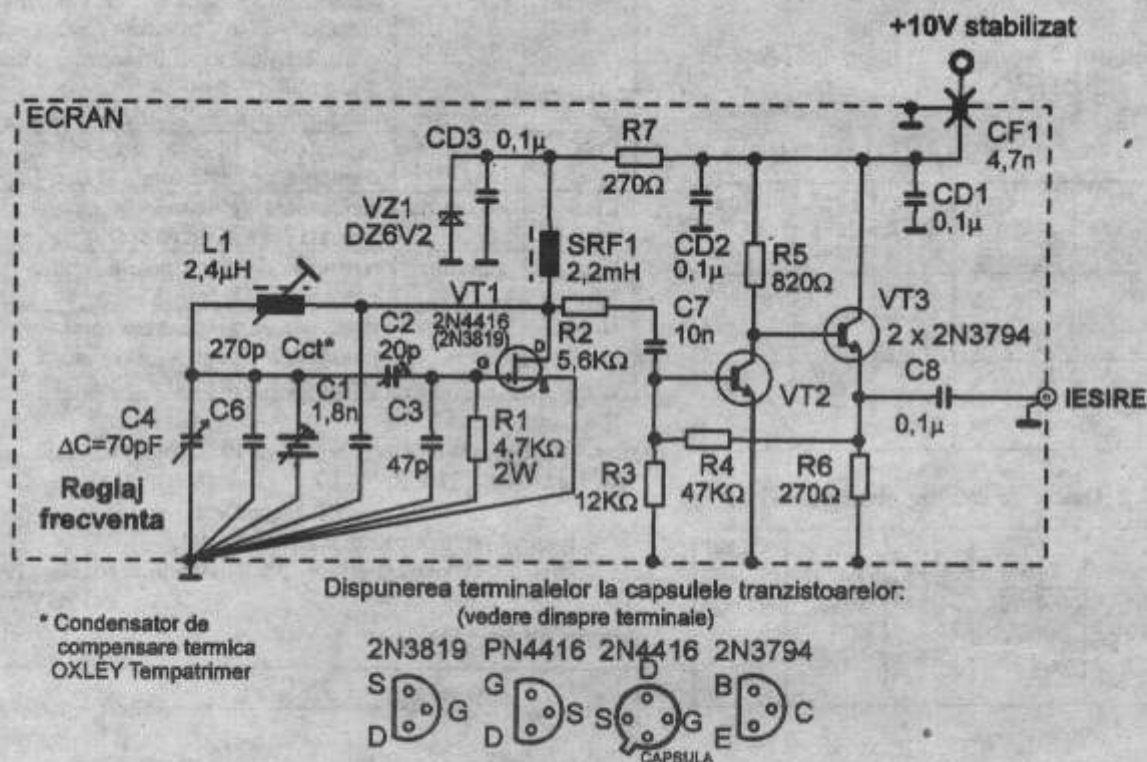 +10V stabilizat
ECRAN
CD3 0,1µ
R7
270Ω
CF1
4,7n
VZ1
DZ6V2
SRF1
2,2mH
CD2
0,1µ
R5
820Ω
CD1
0,1µ
L1
2,4µH
VT1
2N4416
(2N3819)
R2
5,6KΩ
C7
10n
VT3
2 x 2N3794
270p Cct*
C2
20p
G
D
VT2
C8
0,1µ
IESIRE
C4
ΔC=70pF
C6
C1
1,8n
C3
47p
R1
4,7KΩ
2W
R3
12KΩ
R4
47KΩ
R6
270Ω
Reglaj
frecventa
Dispunerea terminalelor la capsulele tranzistoarelor:
(vedere dinspre terminale)
* Condensator de
compensare termica
OXLEY Tempatrimer
2N3819 PN4416 2N4416 2N3794
S G D
G S D
D S G
CAPSULA
B C E